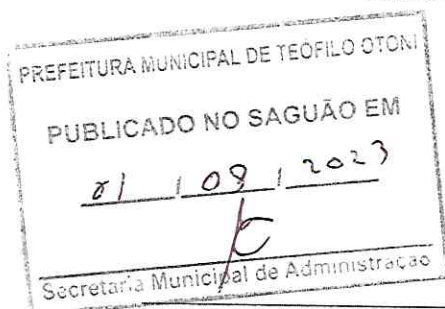 PREFEITURA MUNICIPAL DE TEÓFILO OTONI
PUBLICADO NO SAGUÃO EM
01 / 08 / 2023
Secretaria Municipal de Administração